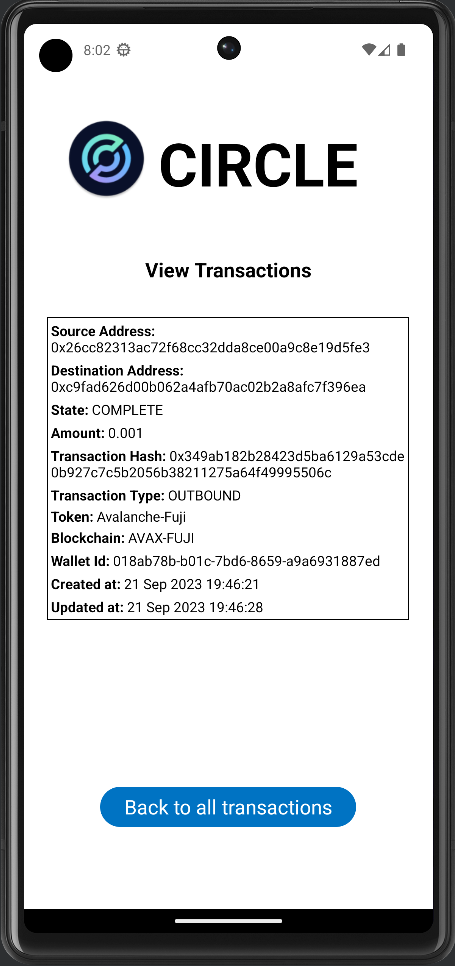 8:02
CIRCLE
View Transactions
Source Address:
0x26cc82313ac72f68cc32dda8ce00a9c8e19d5fe3
Destination Address:
0xc9fad626d00b062a4afb70ac02b2a8afc7f396ea
State: COMPLETE
Amount: 0.001
Transaction Hash: 0x349ab182b28423d5ba6129a53cde
0b927c7c5b2056b38211275a64f49995506c
Transaction Type: OUTBOUND
Token: Avalanche-Fuji
Blockchain: AVAX-FUJI
Wallet Id: 018ab78b-b01c-7bd6-8659-a9a6931887ed
Created at: 21 Sep 2023 19:46:21
Updated at: 21 Sep 2023 19:46:28
Back to all transactions